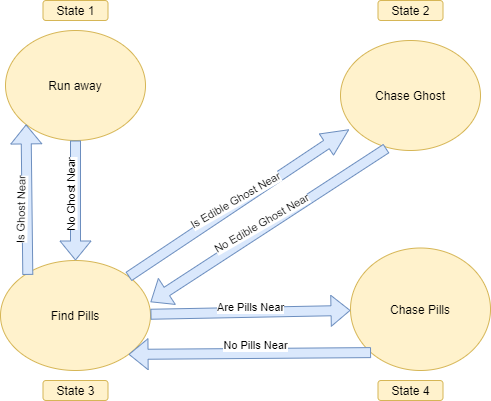 State 1
State 2
Run away
Chase Ghost
Is Ghost Near
No Ghost Near
Is Edible Ghost Near
No Edible Ghost Near
Find Pills
Are Pills Near
Chase Pills
No Pills Near
State 3
State 4